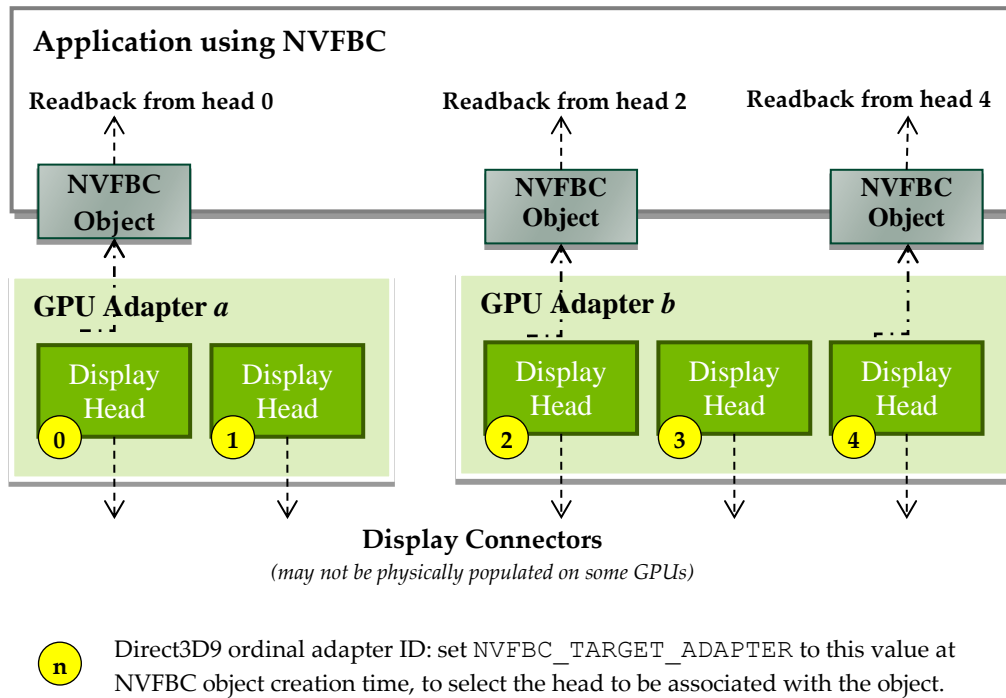 Application using NVFBC
Readback from head 0
Readback from head 2
Readback from head 4
NVFBC
Object
NVFBC
Object
NVFBC
Object
GPU Adapter a
GPU Adapter b
Display
Head
0
Display
Head
1
Display
Head
2
Display
Head
3
Display
Head
4
Display Connectors
(may not be physically populated on some GPUs)
n
Direct3D9 ordinal adapter ID: set NVFBC_TARGET_ADAPTER to this value at
NVFBC object creation time, to select the head to be associated with the object.